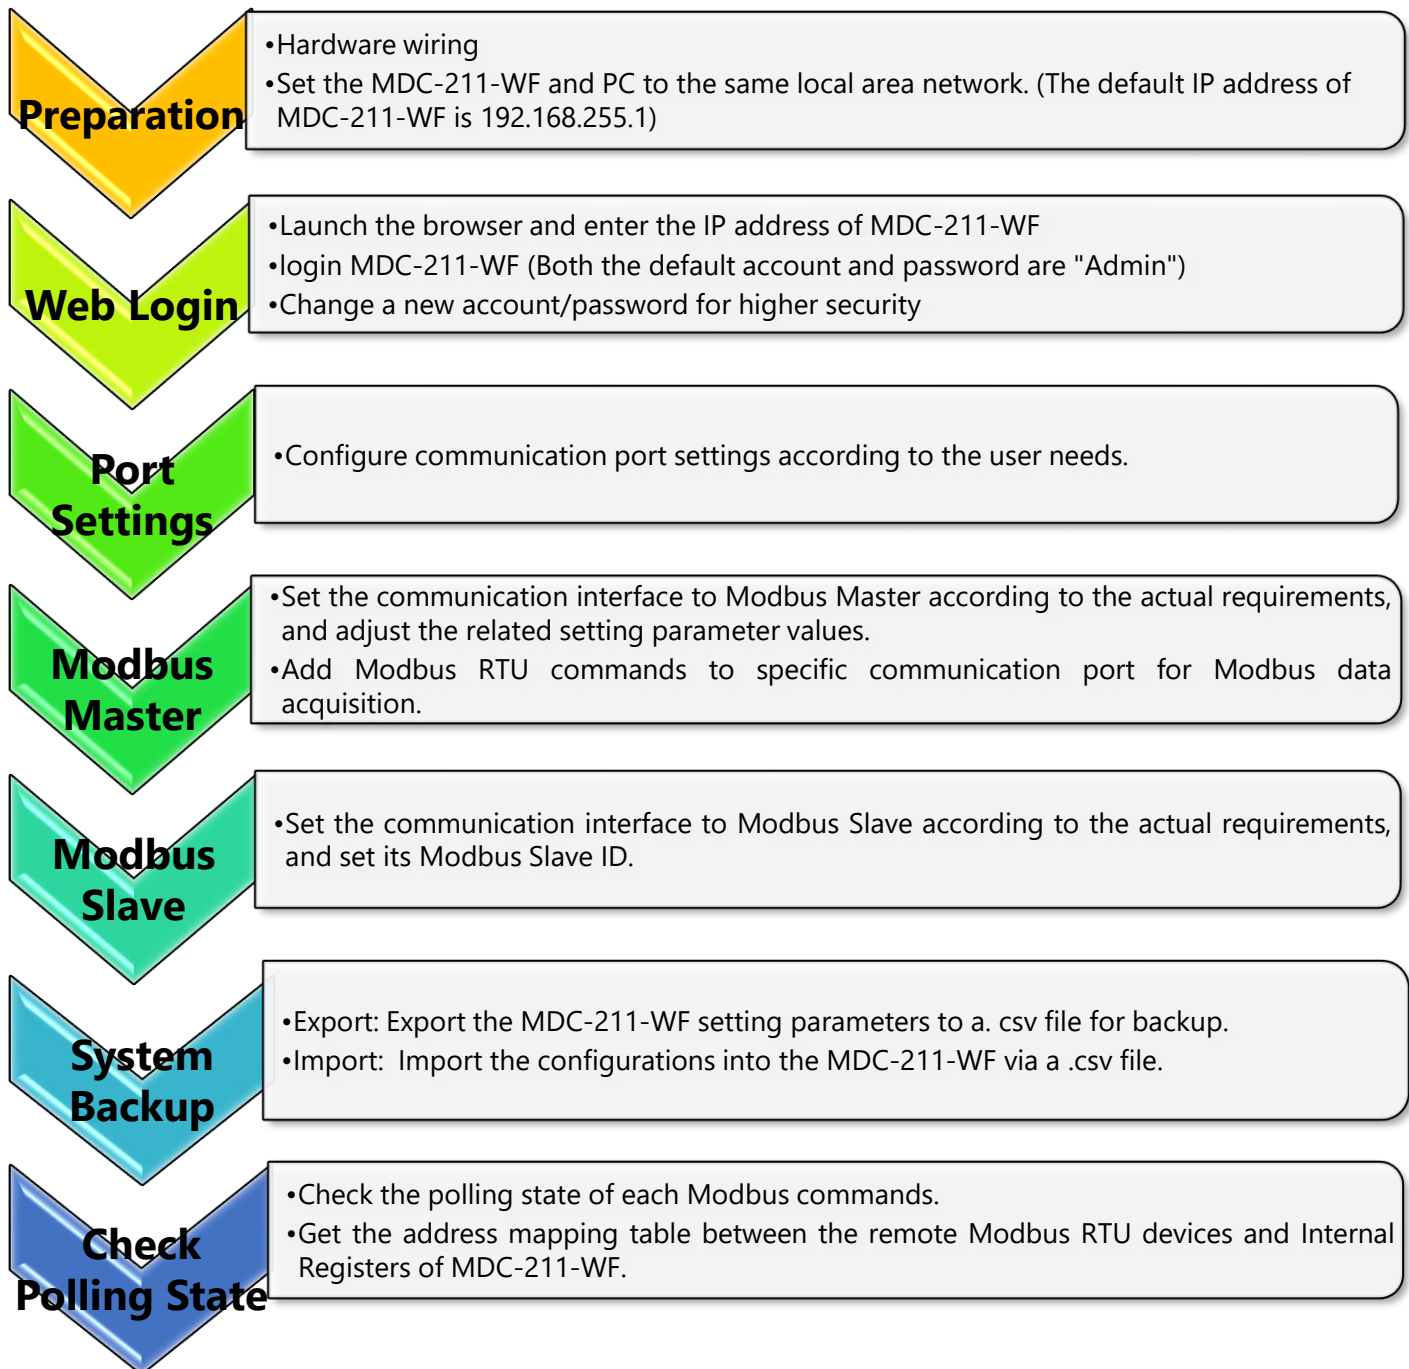 Preparation
•Hardware wiring
•Set the MDC-211-WF and PC to the same local area network. (The default IP address of
MDC-211-WF is 192.168.255.1)
Web Login
•Launch the browser and enter the IP address of MDC-211-WF
•login MDC-211-WF (Both the default account and password are "Admin")
•Change a new account/password for higher security
Port
Settings
•Configure communication port settings according to the user needs.
Modbus
Master
•Set the communication interface to Modbus Master according to the actual requirements,
and adjust the related setting parameter values.
•Add Modbus RTU commands to specific communication port for Modbus data
acquisition.
Modbus
Slave
•Set the communication interface to Modbus Slave according to the actual requirements,
and set its Modbus Slave ID.
System
Backup
•Export: Export the MDC-211-WF setting parameters to a. csv file for backup.
•Import:  Import the configurations into the MDC-211-WF via a .csv file.
Check
Polling State
•Check the polling state of each Modbus commands.
•Get the address mapping table between the remote Modbus RTU devices and Internal
Registers of MDC-211-WF.